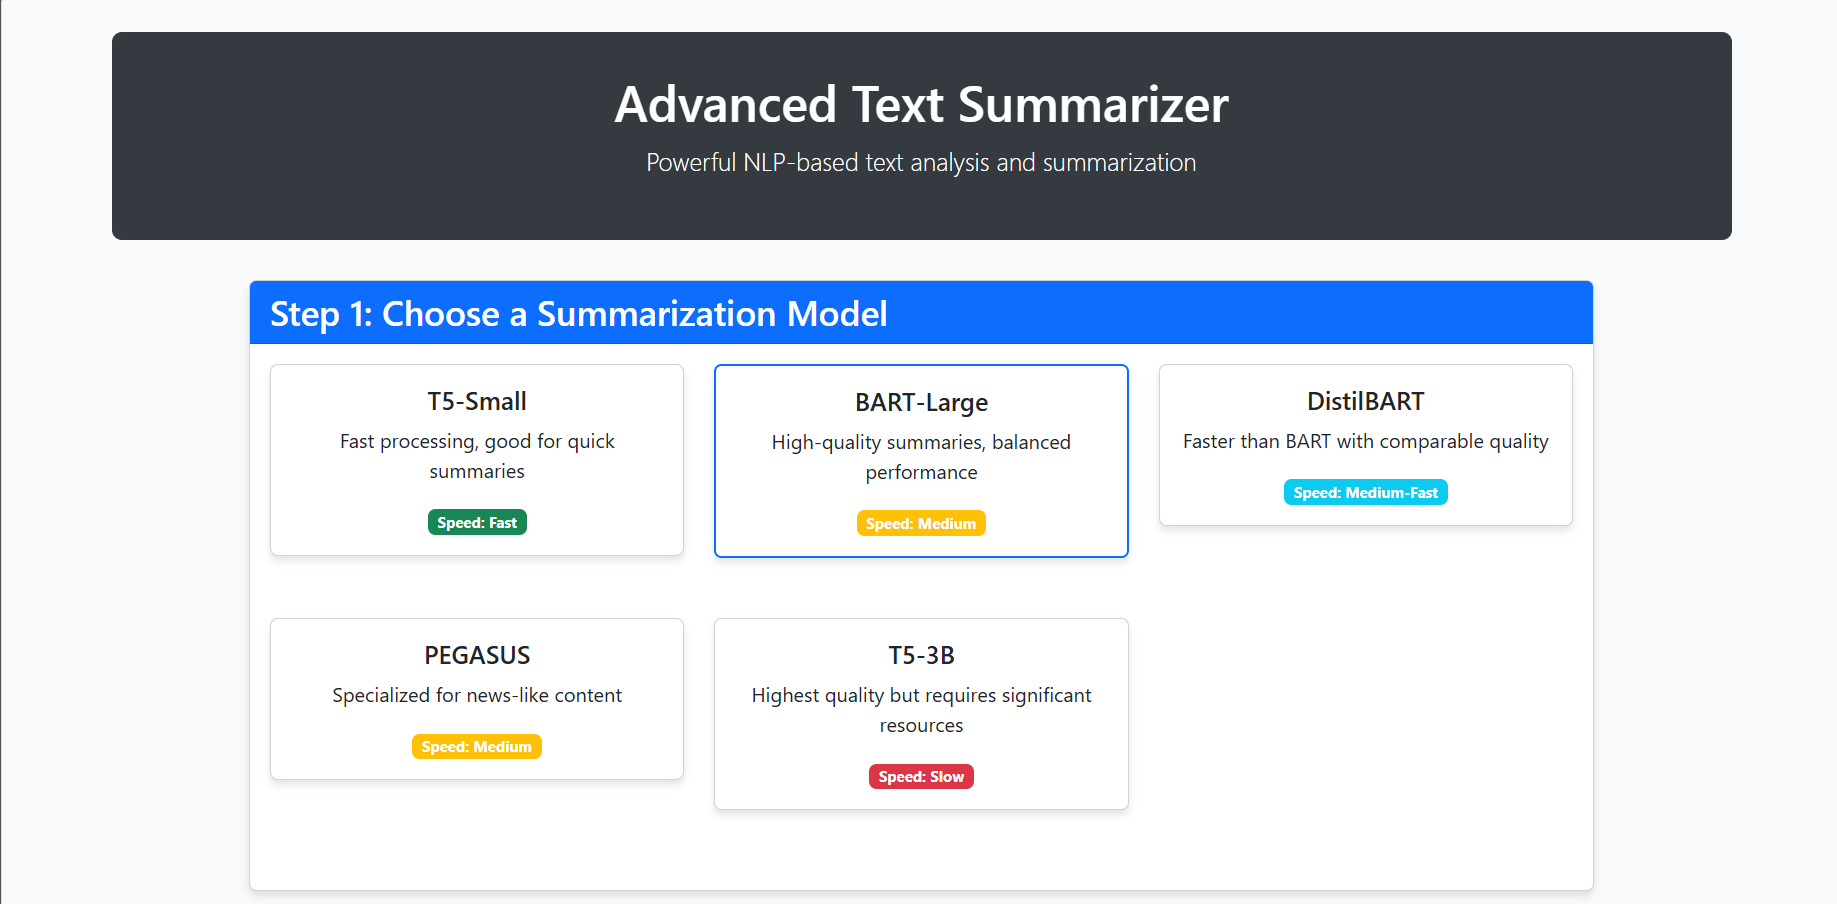 Advanced Text Summarizer
Powerful NLP-based text analysis and summarization
Step 1: Choose a Summarization Model
T5-Small
Fast processing, good for quick
summaries
Speed: Fast
BART-Large
High-quality summaries, balanced
performance
Speed: Medium
DistilBART
Faster than BART with comparable quality
Speed: Medium-Fast
PEGASUS
Specialized for news-like content
Speed: Medium
T5-3B
Highest quality but requires significant
resources
Speed: Slow